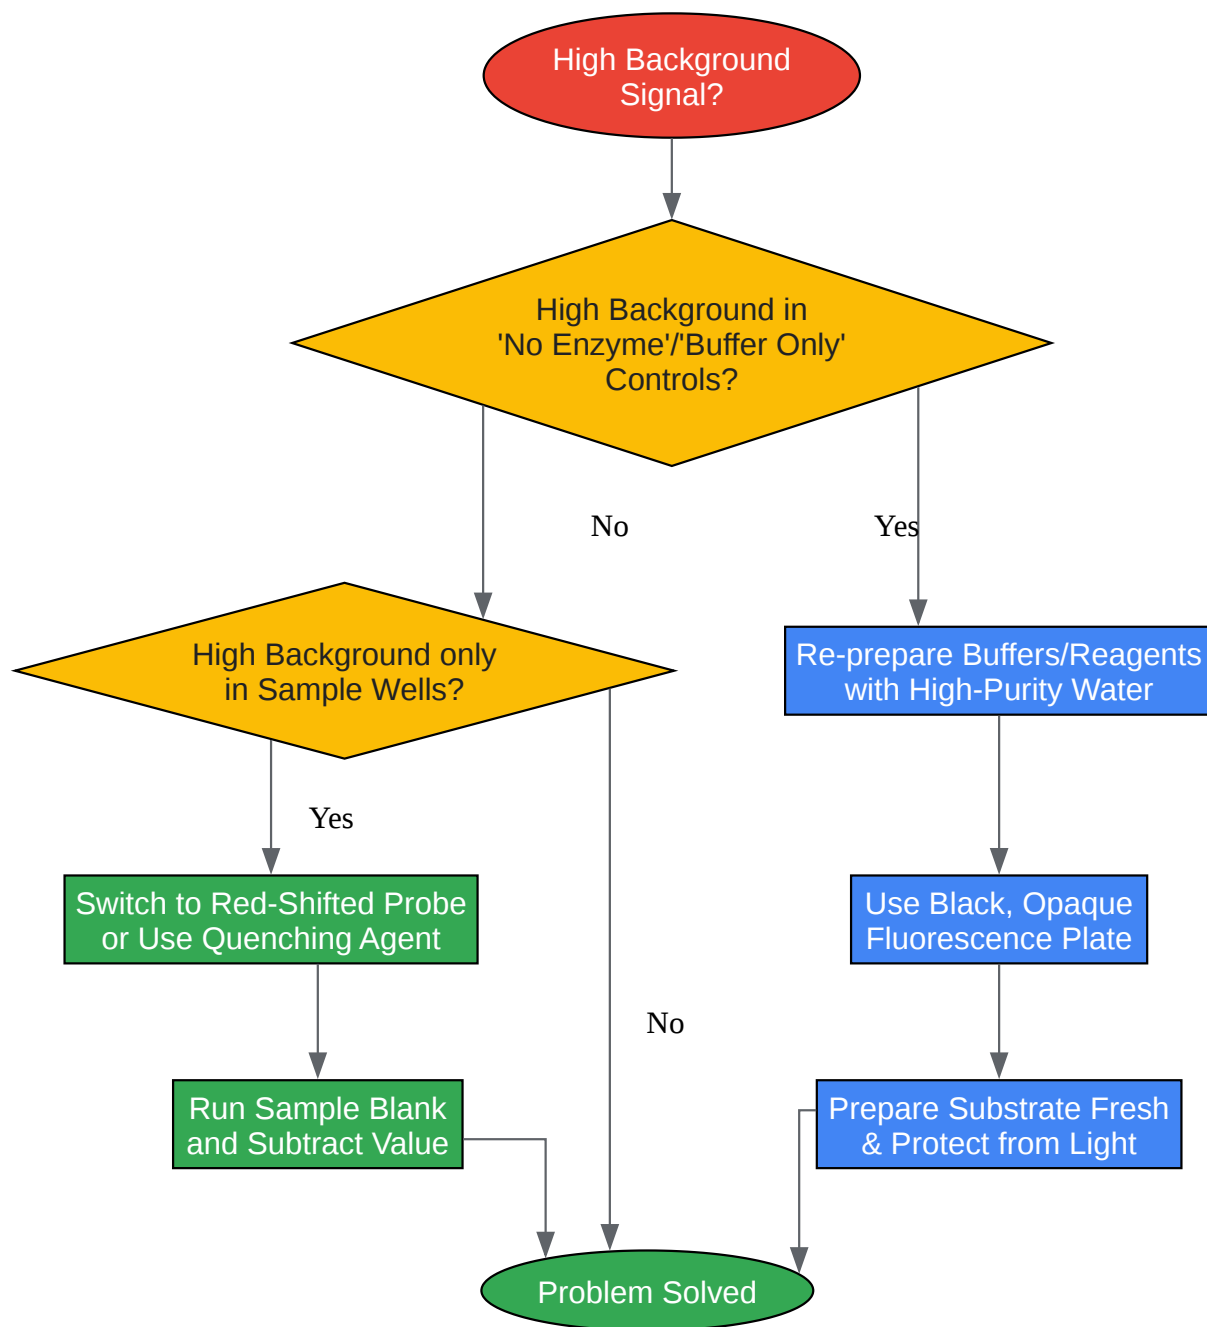 High Background
Signal?
High Background in
'No Enzyme'/'Buffer Only'
Controls?
No
Yes
High Background only
in Sample Wells?
Re-prepare Buffers/Reagents
with High-Purity Water
Yes
Switch to Red-Shifted Probe
or Use Quenching Agent
Use Black, Opaque
Fluorescence Plate
No
Run Sample Blank
and Subtract Value
Prepare Substrate Fresh
& Protect from Light
Problem Solved